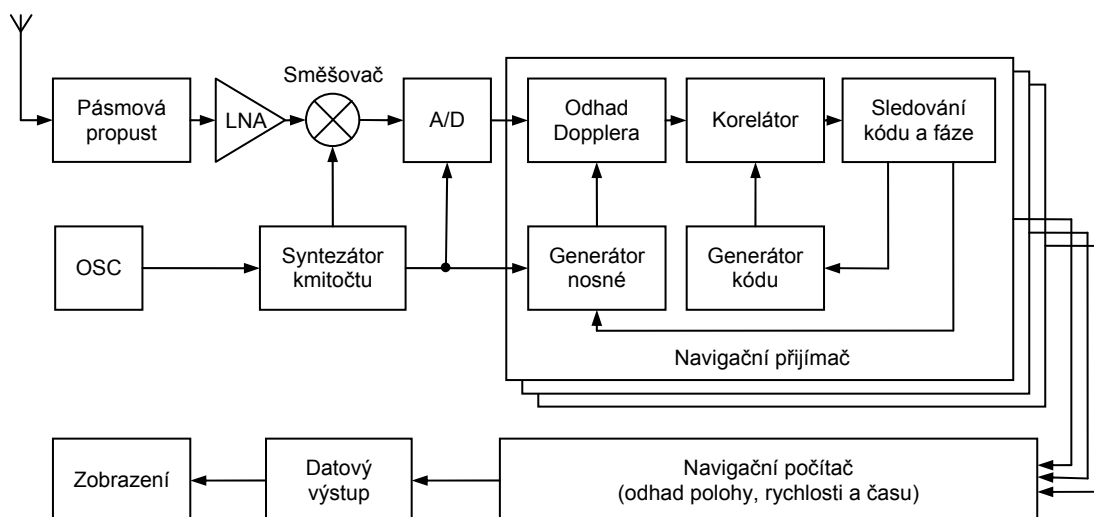 Směšovač
Pásmová
propust
LNA
A/D
Odhad
Dopplera
Korelátor
Sledování
kódu a fáze
OSC
Syntezátor
kmitočtu
Generátor
nosné
Generátor
kódu
Navigační přijímač
Zobrazení
Datový
výstup
Navigační počítač
(odhad polohy, rychlosti a času)